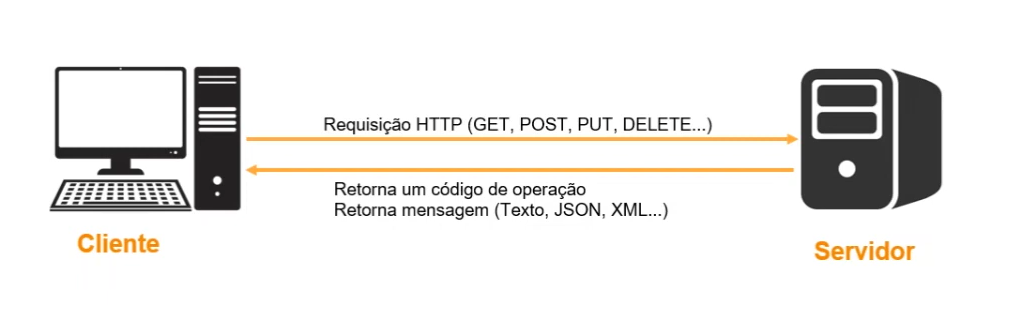 Requisição HTTP (GET, POST, PUT, DELETE...)
Retorna um código de operação
Retorna mensagem (Texto, JSON, XML...)
Cliente
Servidor